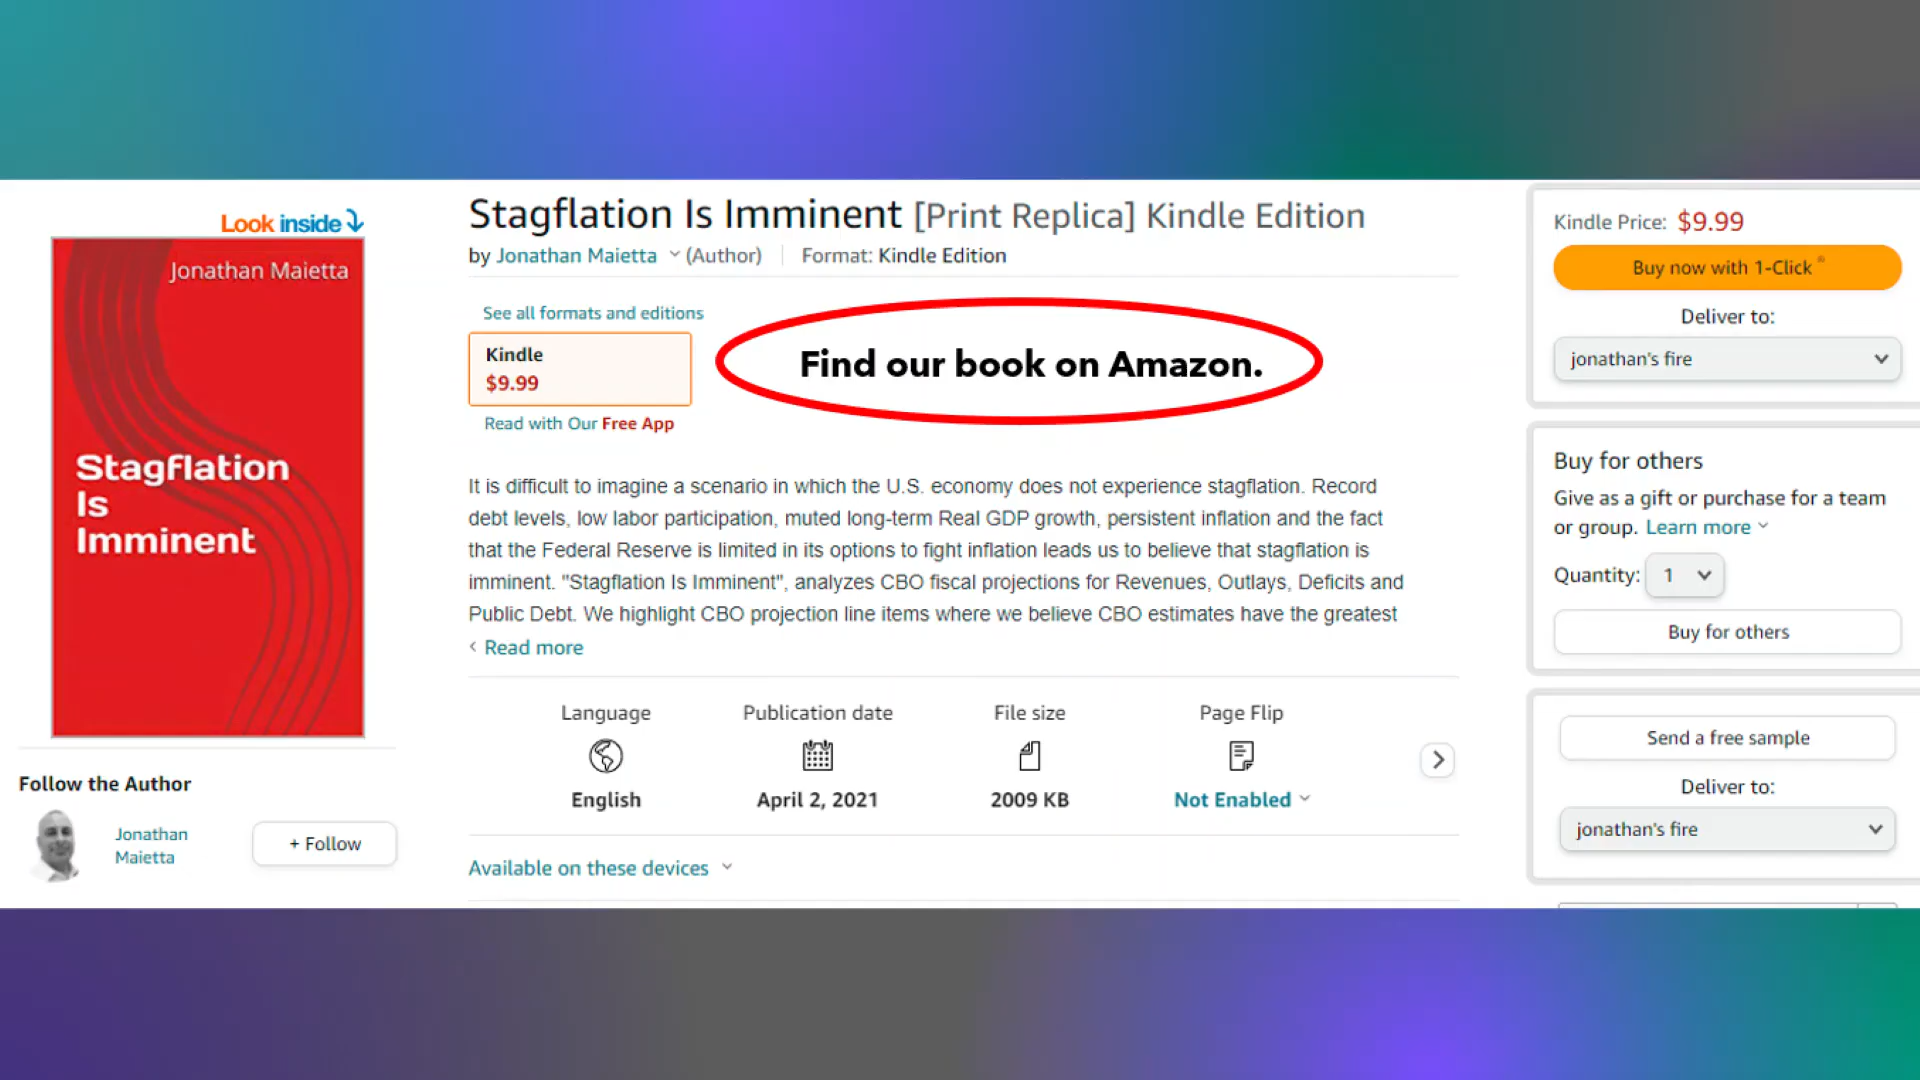 Look inside
Jonathan Maietta
Stagflation
Is
Imminent
Follow the Author
Jonathan
Maietta
+ Follow
Stagflation Is Imminent [Print Replica] Kindle Edition
by Jonathan Maietta (Author) Format: Kindle Edition
See all formats and editions
Kindle
$9.99
Read with Our Free App
Find our book on Amazon.
It is difficult to imagine a scenario in which the U.S. economy does not experience stagflation. Record
debt levels, low labor participation, muted long-term Real GDP growth, persistent inflation and the fact
that the Federal Reserve is limited in its options to fight inflation leads us to believe that stagflation is
imminent. "Stagflation Is Imminent", analyzes CBO fiscal projections for Revenues, Outlays, Deficits and
Public Debt. We highlight CBO projection line items where we believe CBO estimates have the greatest
Read more
Language
English
Publication date
April 2, 2021
File size
2009 KB
Page Flip
Not Enabled
Available on these devices
Kindle Price: $9.99
Buy now with 1-Click
Deliver to:
jonathan's fire
Buy for others
Give as a gift or purchase for a team
or group. Learn more
Quantity: 1
Buy for others
Send a free sample
Deliver to:
jonathan's fire